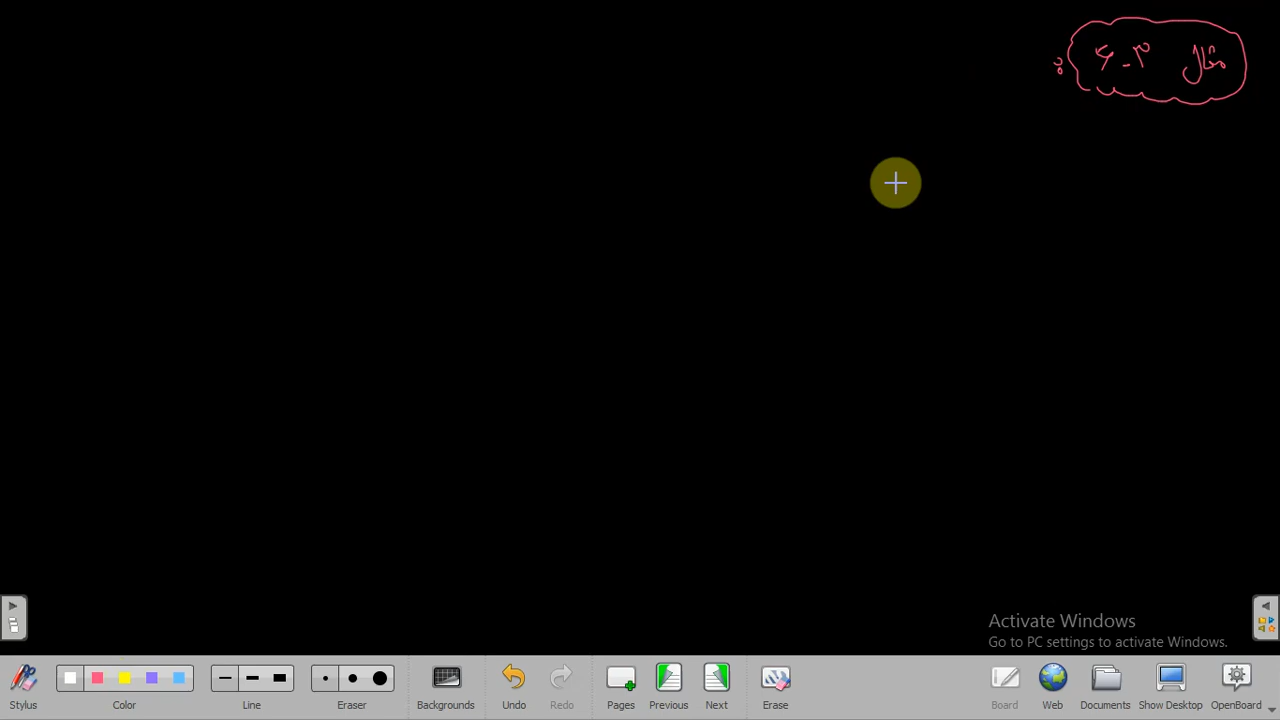 مثال ۳-۶ :
Activate Windows
Go to PC settings to activate Windows.
Stylus
Color
Line
Eraser
Backgrounds
Undo
Redo
Pages
Previous
Next
Erase
Board
Web
Documents
Show Desktop
OpenBoard